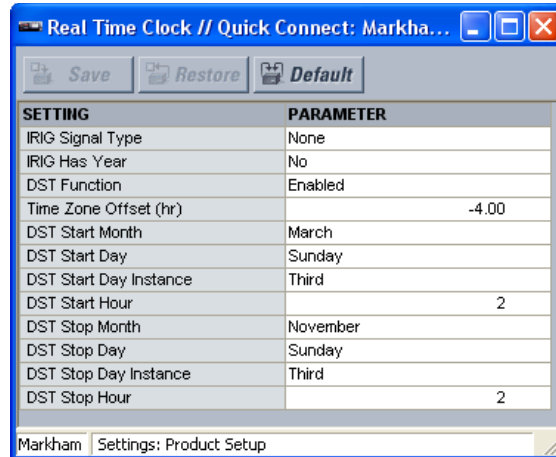 Real Time Clock // Quick Connect: Markha...
Save Restore Default
SETTING PARAMETER
IRIG Signal Type None
IRIG Has Year No
DST Function Enabled
Time Zone Offset (hr) -4.00
DST Start Month March
DST Start Day Sunday
DST Start Day Instance Third
DST Start Hour 2
DST Stop Month November
DST Stop Day Sunday
DST Stop Day Instance Third
DST Stop Hour 2
Markham Settings: Product Setup